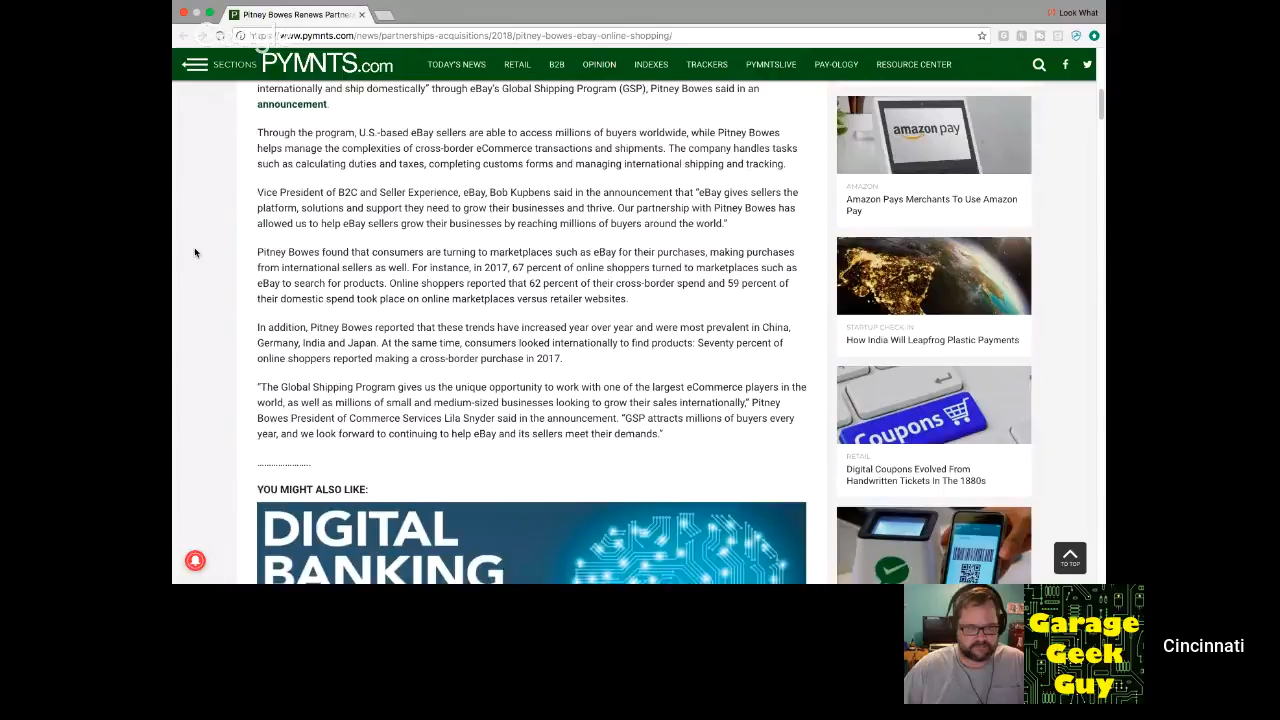 Pitney Bowes Renews Partner
Look What
www.pymnts.com/news/partnerships-acquisitions/2018/pitney-bowes-ebay-online-shopping/
SECTIONS PYMNTS.com TODAY'S NEWS RETAIL B2B OPINION INDEXES TRACKERS PYMNTSLIVE PAY-OLOGY RESOURCE CENTER
internationally and ship domestically” through eBay's Global Shipping Program (GSP), Pitney Bowes said in an
announcement.
Through the program, U.S.-based eBay sellers are able to access millions of buyers worldwide, while Pitney Bowes
helps manage the complexities of cross-border eCommerce transactions and shipments. The company handles tasks
such as calculating duties and taxes, completing customs forms and managing international shipping and tracking.
Vice President of B2C and Seller Experience, eBay, Bob Kupbens said in the announcement that “eBay gives sellers the
platform, solutions and support they need to grow their businesses and thrive. Our partnership with Pitney Bowes has
allowed us to help eBay sellers grow their businesses by reaching millions of buyers around the world.”
Pitney Bowes found that consumers are turning to marketplaces such as eBay for their purchases, making purchases
from international sellers as well. For instance, in 2017, 67 percent of online shoppers turned to marketplaces such as
eBay to search for products. Online shoppers reported that 62 percent of their cross-border spend and 59 percent of
their domestic spend took place on online marketplaces versus retailer websites.
In addition, Pitney Bowes reported that these trends have increased year over year and were most prevalent in China,
Germany, India and Japan. At the same time, consumers looked internationally to find products: Seventy percent of
online shoppers reported making a cross-border purchase in 2017.
“The Global Shipping Program gives us the unique opportunity to work with one of the largest eCommerce players in the
world, as well as millions of small and medium-sized businesses looking to grow their sales internationally,” Pitney
Bowes President of Commerce Services Lila Snyder said in the announcement. “GSP attracts millions of buyers every
year, and we look forward to continuing to help eBay and its sellers meet their demands.”
…………………..
YOU MIGHT ALSO LIKE:
DIGITAL
BANKING
amazon pay
AMAZON
Amazon Pays Merchants To Use Amazon
Pay
STARTUP CHECK-IN
How India Will Leapfrog Plastic Payments
Coupons
RETAIL
Digital Coupons Evolved From
Handwritten Tickets In The 1880s
TO TOP
Garage
Geek
Guy
Cincinnati